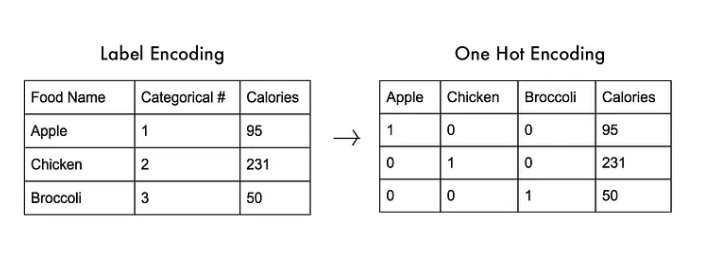 Label Encoding
Food Name Categorical # Calories
Apple 1 95
Chicken 2 231
Broccoli 3 50
→
One Hot Encoding
Apple Chicken Broccoli Calories
1 0 0 95
0 1 0 231
0 0 1 50